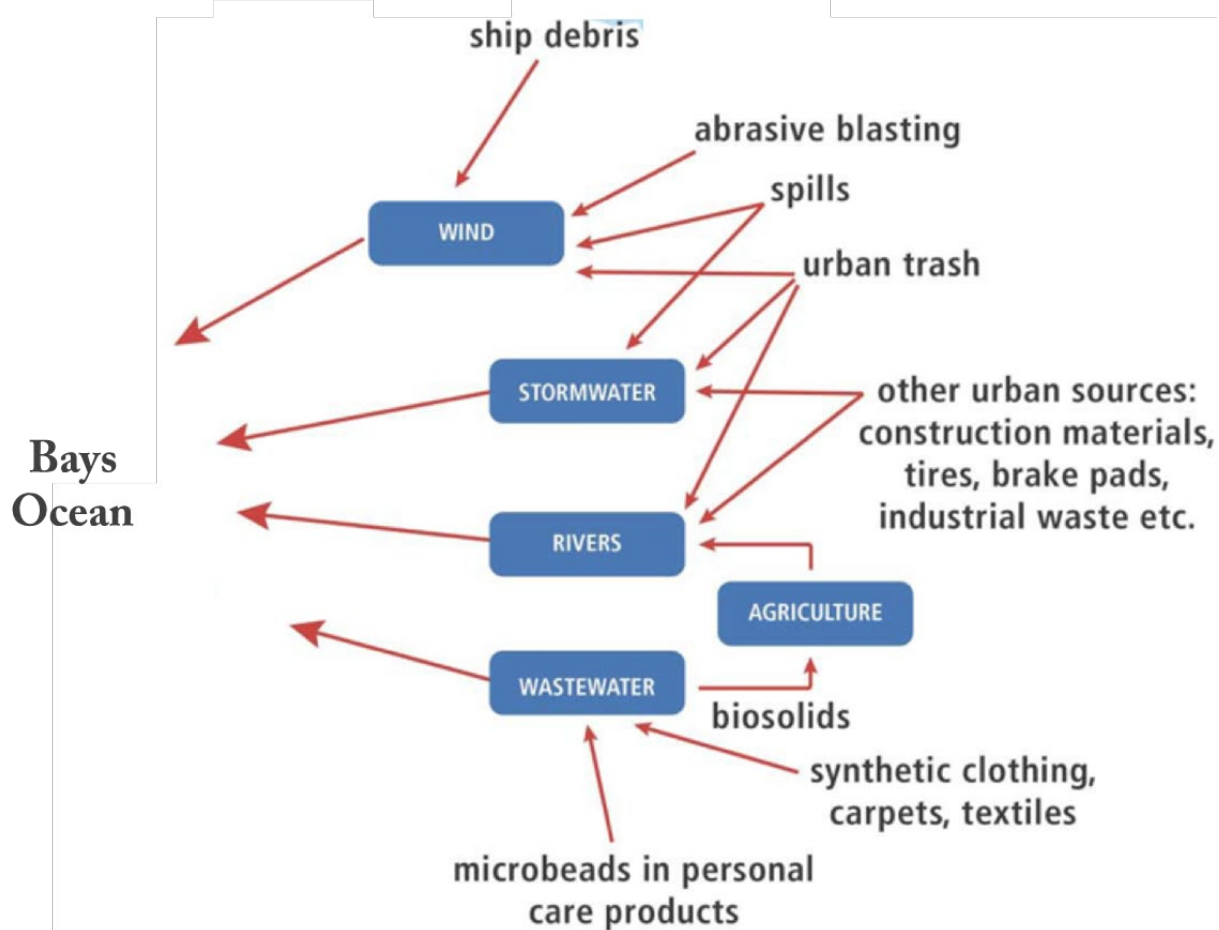 ship debris
abrasive blasting
spills
WIND
urban trash
STORMWATER
other urban sources:
construction materials,
tires, brake pads,
industrial waste etc.
Bays
Ocean
RIVERS
AGRICULTURE
WASTEWATER
biosolids
synthetic clothing,
carpets, textiles
microbeads in personal
care products